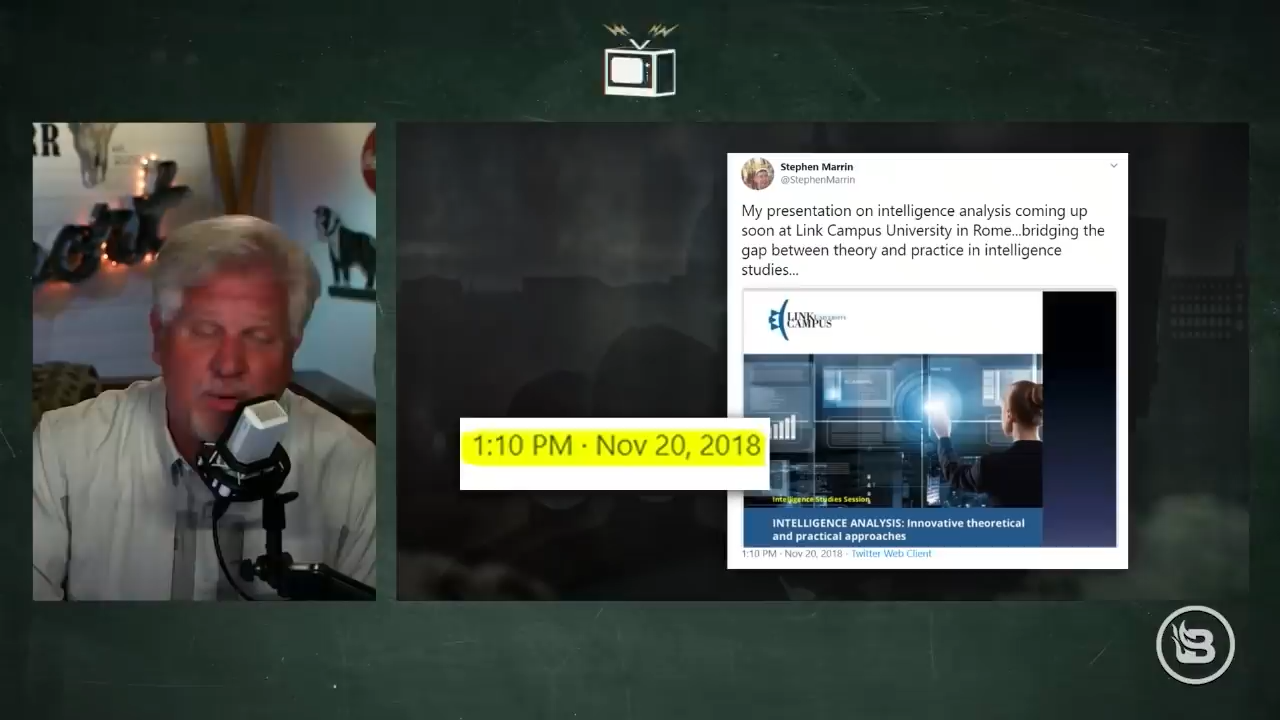 RR
Stephen Marrin
@StephenMarrin
My presentation on intelligence analysis coming up
soon at Link Campus University in Rome...bridging the
gap between theory and practice in intelligence
studies...
LINK
CAMPUS
UNIVERSITY
1:10 PM · Nov 20, 2018
Intelligence Studies Session
INTELLIGENCE ANALYSIS: Innovative theoretical
and practical approaches
1:10 PM · Nov 20, 2018 · Twitter Web Client
B